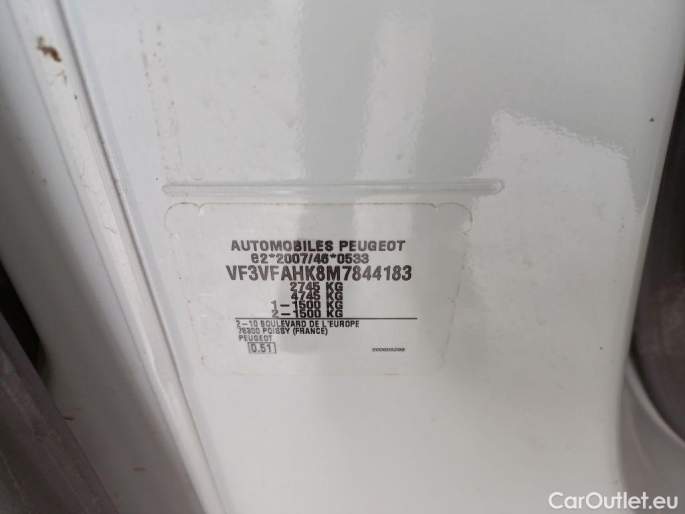 AUTOMOBILES PEUGEOT
e2*2007/46*0533
VF3VFAHK8M7844183
2745 KG
4745 KG
1-1500 KG
2-1500 KG
2-10 BOULEVARD DE L'EUROPE
78300 POISSY (FRANCE)
PEUGEOT
0.51
CarOutlet.eu